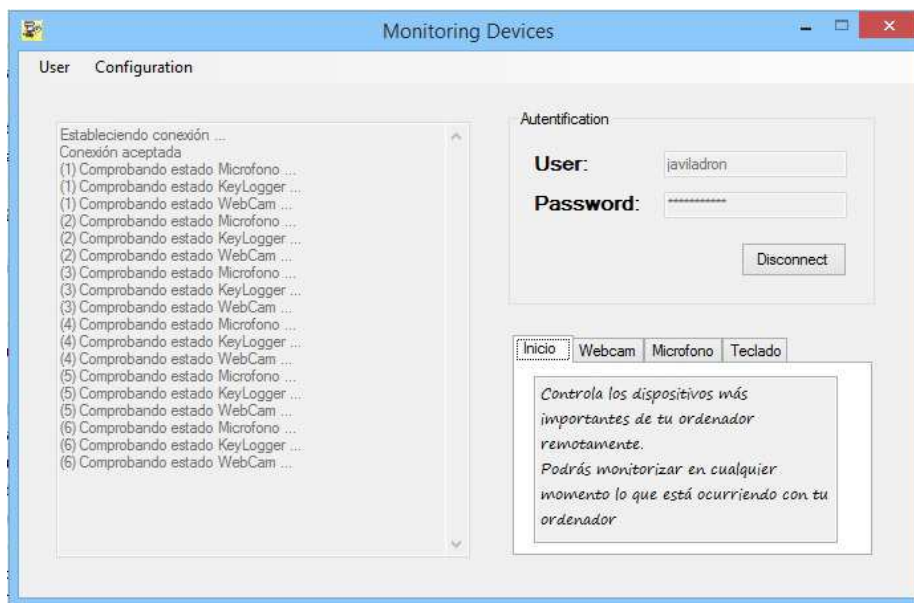 Monitoring Devices
User Configuration
Estableciendo conexión ...
Conexión aceptada
(1) Comprobando estado Microfono ...
(1) Comprobando estado KeyLogger ...
(1) Comprobando estado WebCam ...
(2) Comprobando estado Microfono ...
(2) Comprobando estado KeyLogger ...
(2) Comprobando estado WebCam ...
(3) Comprobando estado Microfono ...
(3) Comprobando estado KeyLogger ...
(3) Comprobando estado WebCam ...
(4) Comprobando estado Microfono ...
(4) Comprobando estado KeyLogger ...
(4) Comprobando estado WebCam ...
(5) Comprobando estado Microfono ...
(5) Comprobando estado KeyLogger ...
(5) Comprobando estado WebCam ...
(6) Comprobando estado Microfono ...
(6) Comprobando estado KeyLogger ...
(6) Comprobando estado WebCam ...
Autentification
User: javiladron
Password: ***********
Disconnect
Inicio Webcam Microfono Teclado
Controla los dispositivos más
importantes de tu ordenador
remotamente.
Podrás monitorizar en cualquier
momento lo que está ocurriendo con tu
ordenador